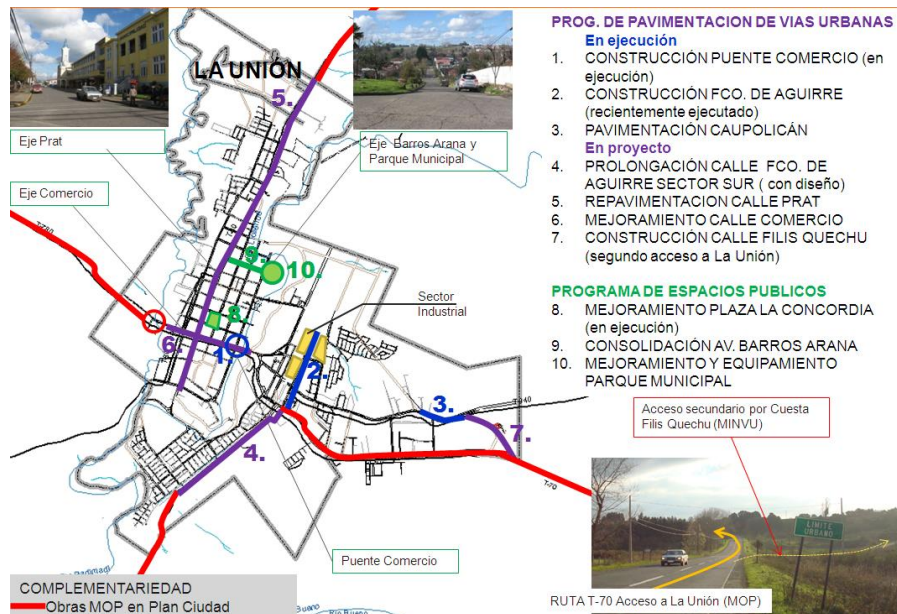 PROG. DE PAVIMENTACION DE VIAS URBANAS
En ejecución
1. CONSTRUCCIÓN PUENTE COMERCIO (en
ejecución)
2. CONSTRUCCIÓN FCO. DE AGUIRRE
(recientemente ejecutado)
3. PAVIMENTACIÓN CAUPOLICÁN
En proyecto
4. PROLONGACIÓN CALLE FCO. DE
AGUIRRE SECTOR SUR ( con diseño)
5. REPAVIMENTACION CALLE PRAT
6. MEJORAMIENTO CALLE COMERCIO
7. CONSTRUCCIÓN CALLE FILIS QUECHU
(segundo acceso a La Unión)
PROGRAMA DE ESPACIOS PUBLICOS
8. MEJORAMIENTO PLAZA LA CONCORDIA
(en ejecución)
9. CONSOLIDACIÓN AV. BARROS ARANA
10. MEJORAMIENTO Y EQUIPAMIENTO
PARQUE MUNICIPAL
LA UNIÓN
5.
Eje Prat
Eje Barros Arana y
Parque Municipal
Eje Comercio
9.
10.
Sector
Industrial
8.
6.
1.
2.
3.
T-70
7.
4.
Acceso secundario por Cuesta
Filis Quechu (MINVU)
LIMITE
URBANO
Puente Comercio
RUTA T-70 Acceso a La Unión (MOP)
COMPLEMENTARIEDAD
Obras MOP en Plan Ciudad
Río Bueno